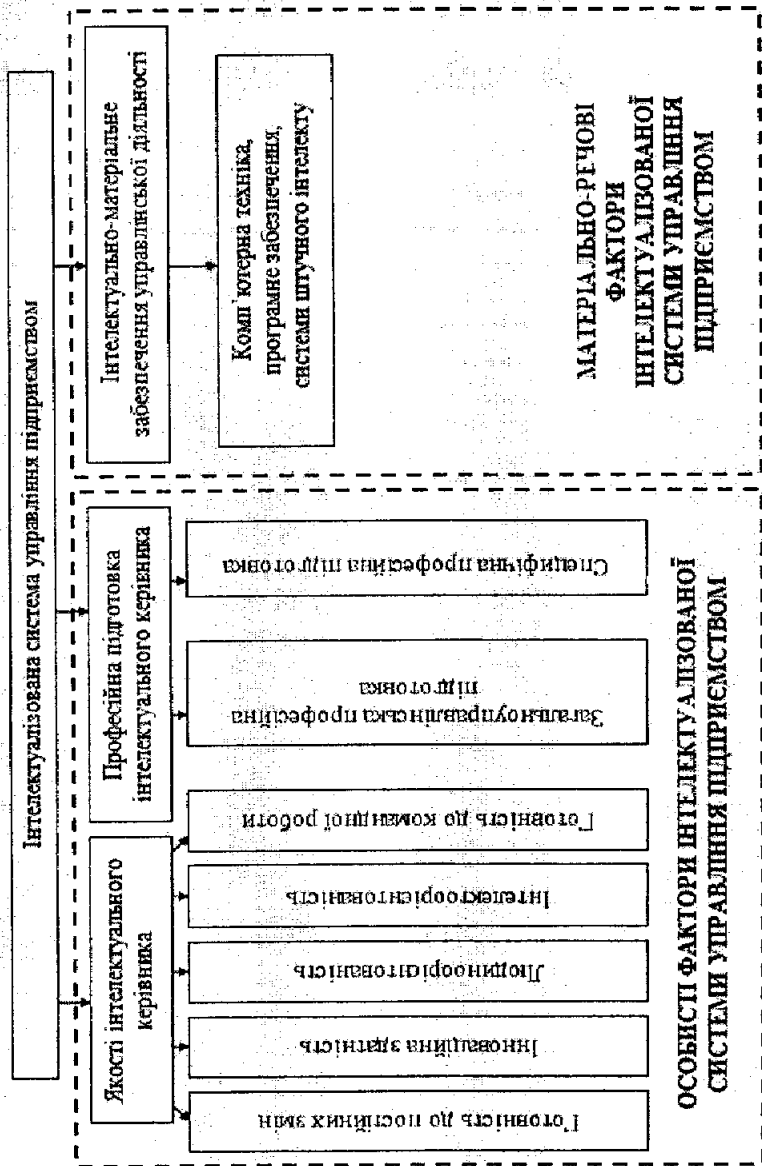 Інтелектуалізована система управління підприємством
Якості інтелектуального
керівника
Професійна підготовка
інтелектуального керівника
Інтелектуально-матеріальне
забезпечення управлінської діяльності
Готовність до постійних змін
Інноваційна здатність
Людиноорієнтованість
Інтелектоорієнтованість
Готовність до командної роботи
Загальноуправлінська професійна
підготовка
Специфічна професійна підготовка
Комп`ютерна техніка,
програмне забезпечення,
системи штучного інтелекту
ОСОБИСТІ ФАКТОРИ ІНТЕЛЕКТУАЛІЗОВАНОЇ
СИСТЕМИ УПРАВЛІННЯ ПІДПРИЄМСТВОМ
МАТЕРІАЛЬНО-РЕЧОВІ
ФАКТОРИ
ІНТЕЛЕКТУАЛІЗОВАНОЇ
СИСТЕМИ УПРАВЛІННЯ
ПІДПРИЄМСТВОМ